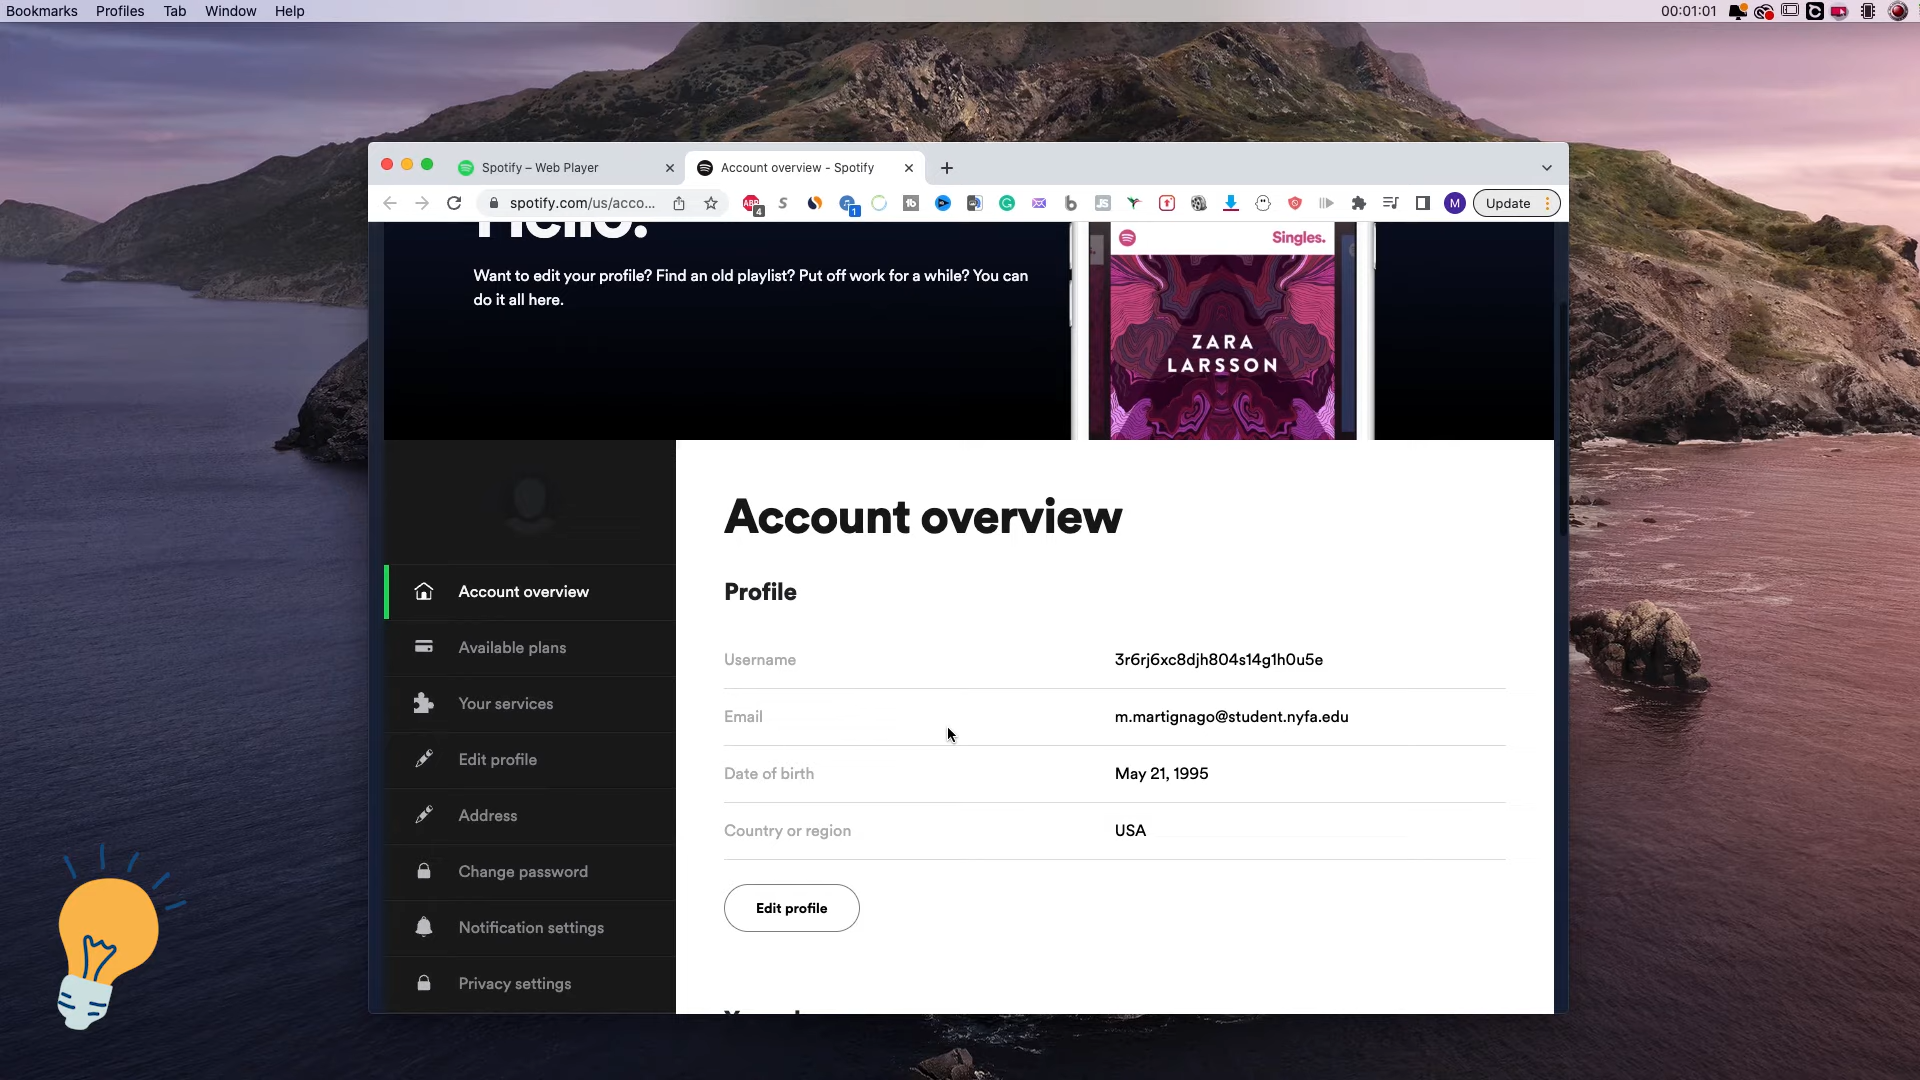 Bookmarks Profiles Tab Window Help
00:01:01
Spotify – Web Player
Account overview - Spotify
spotify.com/us/acco...
4
1
M
Update
Hello.
Want to edit your profile? Find an old playlist? Put off work for a while? You can
do it all here.
Singles.
ZARA
LARSSON
Account overview
Available plans
Your services
Edit profile
Address
Change password
Notification settings
Privacy settings
Account overview
Profile
Username 3r6rj6xc8djh804s14g1h0u5e
Email m.martignago@student.nyfa.edu
Date of birth May 21, 1995
Country or region USA
Edit profile